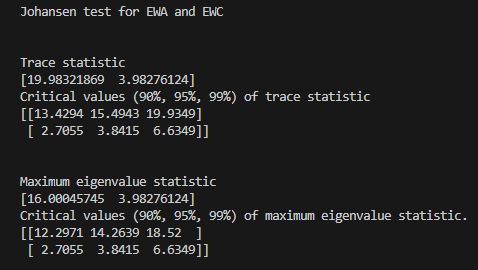 Johansen test for EWA and EWC
Trace statistic
[19.98321869  3.98276124]
Critical values (90%, 95%, 99%) of trace statistic
[[13.4294 15.4943 19.9349]
 [ 2.7055  3.8415  6.6349]]
Maximum eigenvalue statistic
[16.00045745  3.98276124]
Critical values (90%, 95%, 99%) of maximum eigenvalue statistic.
[[12.2971 14.2639 18.52  ]
 [ 2.7055  3.8415  6.6349]]